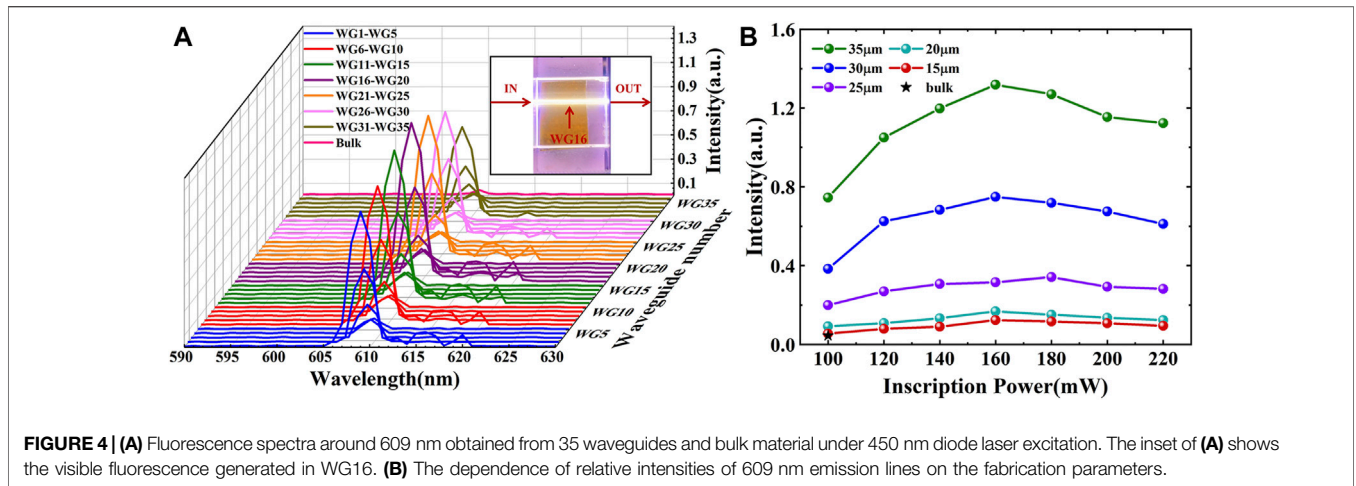 A
WG1-WG5
WG6-WG10
WG11-WG15
WG16-WG20
WG21-WG25
WG26-WG30
WG31-WG35
Bulk
IN
OUT
WG16
1.3
1.1
0.9
0.7
0.5
0.3
0.1
Intensity(a.u.)
WG35
WG30
WG25
WG20
WG15
WG10
WG5
Waveguide number
590 595 600 605 610 615 620 625 630
Wavelength(nm)
B
1.6
1.2
0.8
0.4
0.0
Intensity(a.u.)
35μm 20μm
30μm 15μm
25μm bulk
100 120 140 160 180 200 220
Inscription Power(mW)
FIGURE 4 | (A) Fluorescence spectra around 609 nm obtained from 35 waveguides and bulk material under 450 nm diode laser excitation. The inset of (A) shows
the visible fluorescence generated in WG16. (B) The dependence of relative intensities of 609 nm emission lines on the fabrication parameters.